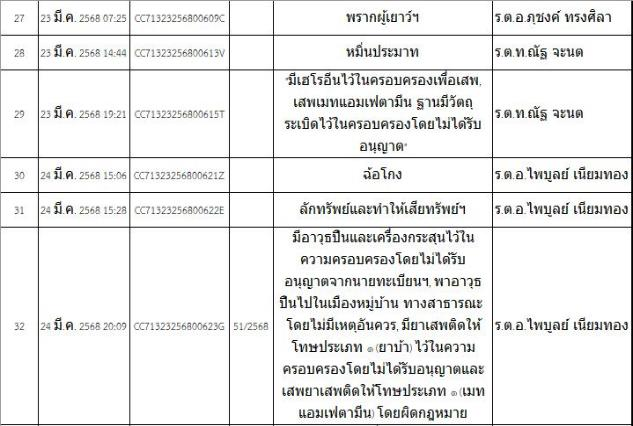 27 23 มี.ค. 2568 07:25 CC71323256800609C พรากผู้เยาว์ฯ ร.ต.อ.ภุชงค์ ทรงศิลา
28 23 มี.ค. 2568 14:44 CC71323256800613V หมิ่นประมาท ร.ต.ท.ณัฐ จะนต
29 23 มี.ค. 2568 19:21 CC71323256800615T "มีเฮโรอีนไว้ในครอบครองเพื่อเสพ,
เสพเมทแอมเฟตามีน ฐานมีวัตถุ
ระเบิดไว้ในครอบครองโดยไม่ได้รับ
อนุญาต" ร.ต.ท.ณัฐ จะนต
30 24 มี.ค. 2568 15:06 CC71323256800621Z ฉ้อโกง ร.ต.อ.ไพบูลย์ เนียมทอง
31 24 มี.ค. 2568 15:28 CC71323256800622E ลักทรัพย์และทำให้เสียทรัพย์ฯ ร.ต.อ.ไพบูลย์ เนียมทอง
32 24 มี.ค. 2568 20:09 CC71323256800623G 51/2568 มีอาวุธปืนและเครื่องกระสุนไว้ใน
ความครอบครองโดยไม่ได้รับ
อนุญาตจากนายทะเบียนฯ, พาอาวุธ
ปืนไปในเมืองหมู่บ้าน ทางสาธารณะ
โดยไม่มีเหตุอันควร, มียาเสพติดให้
โทษประเภท ๑ (ยาบ้า) ไว้ในความ
ครอบครองโดยไม่ได้รับอนุญาตและ
เสพยาเสพติดให้โทษประเภท ๑ (เมท
แอมเฟตามีน) โดยผิดกฎหมาย ร.ต.อ.ไพบูลย์ เนียมทอง